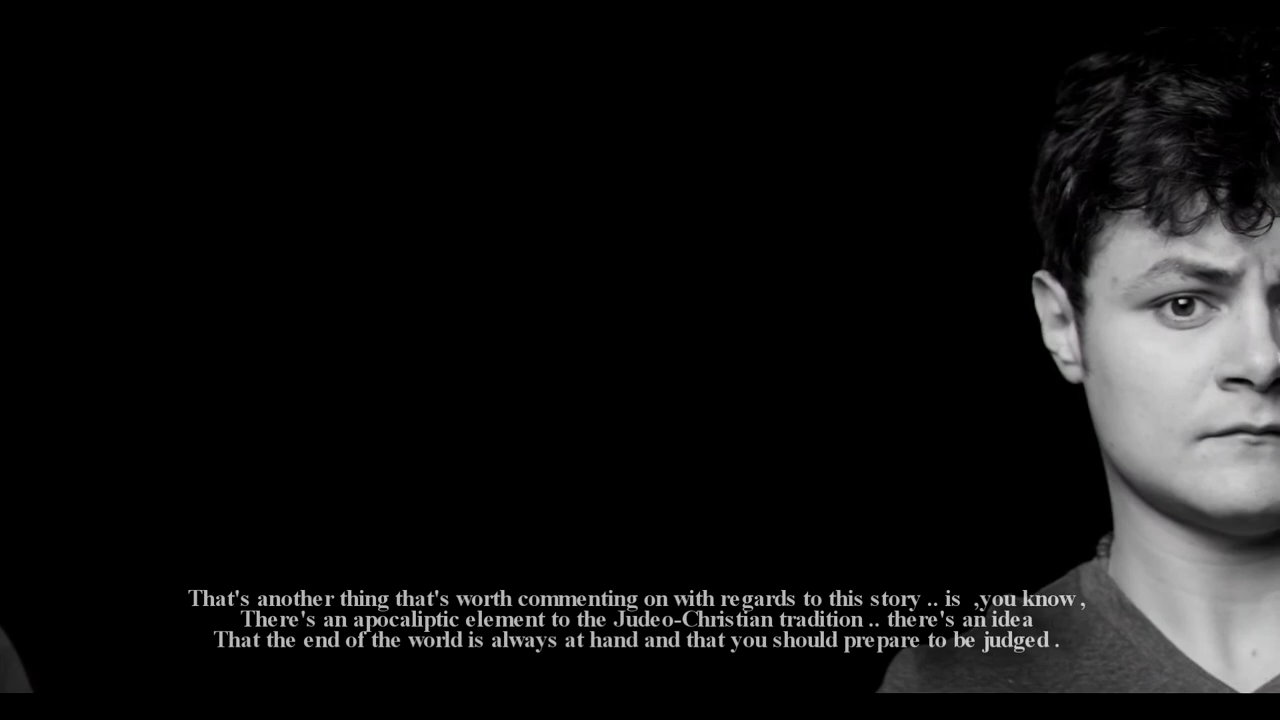 That's another thing that's worth commenting on with regards to this story .. is  ,you know ,
There's an apocaliptic element to the Judeo-Christian tradition .. there's an idea
That the end of the world is always at hand and that you should prepare to be judged .